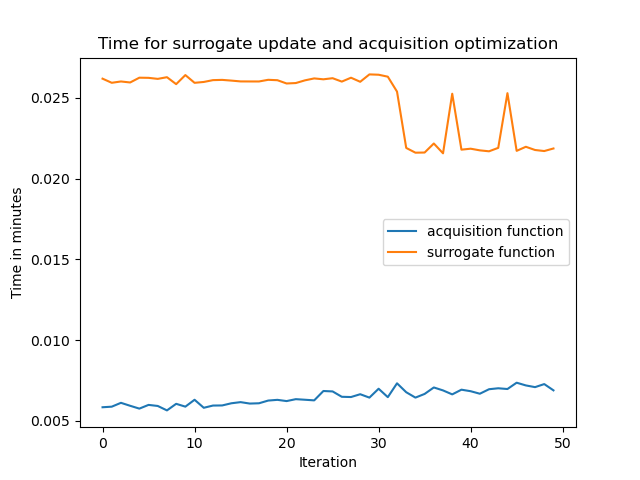 Time for surrogate update and acquisition optimization
Time in minutes
0.025
0.020
0.015
0.010
0.005
acquisition function
surrogate function
0 10 20 30 40 50
Iteration